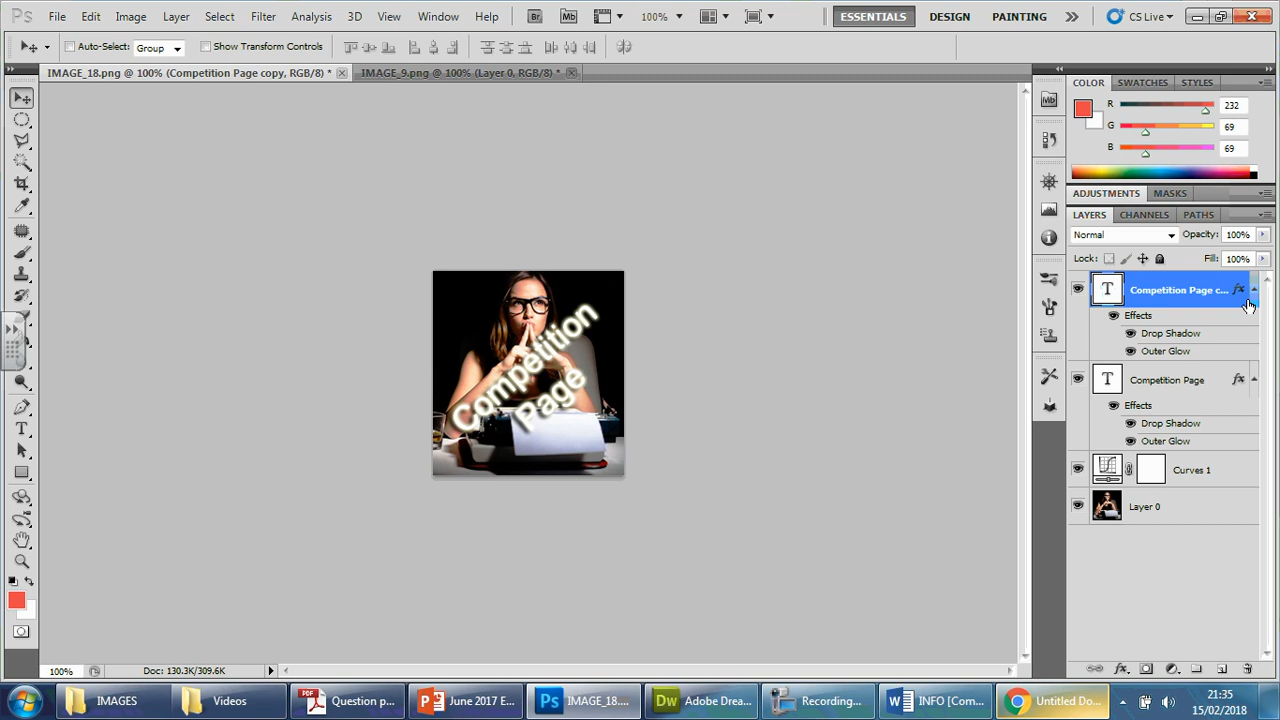 Ps File Edit Image Layer Select Filter Analysis 3D View Window Help Br Mb 100% ESSENTIALS DESIGN PAINTING CS Live
Auto-Select: Group Show Transform Controls
IMAGE_18.png @ 100% (Competition Page copy, RGB/8) * IMAGE_9.png @ 100% (Layer 0, RGB/8) *
COLOR SWATCHES STYLES
R 232
G 69
B 69
ADJUSTMENTS MASKS
LAYERS CHANNELS PATHS
Normal Opacity: 100%
Lock: Fill: 100%
T Competition Page c... fx
Effects
Drop Shadow
Outer Glow
T Competition Page fx
Effects
Drop Shadow
Outer Glow
Curves 1
Layer 0
Competition
Page
100% Doc: 130.3K/309.6K
IMAGES Videos Question p... June 2017 E... IMAGE_18.... Adobe Drea... Recording... INFO [Com... Untitled Do...
21:35
15/02/2018